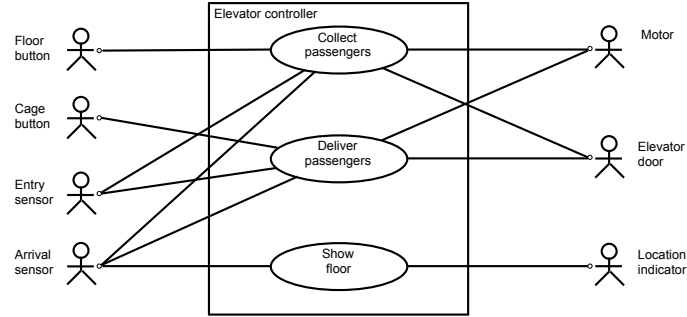 Elevator controller
Floor
button
Collect
passengers
Motor
Cage
button
Deliver
passengers
Elevator
door
Entry
sensor
Arrival
sensor
Show
floor
Location
indicator